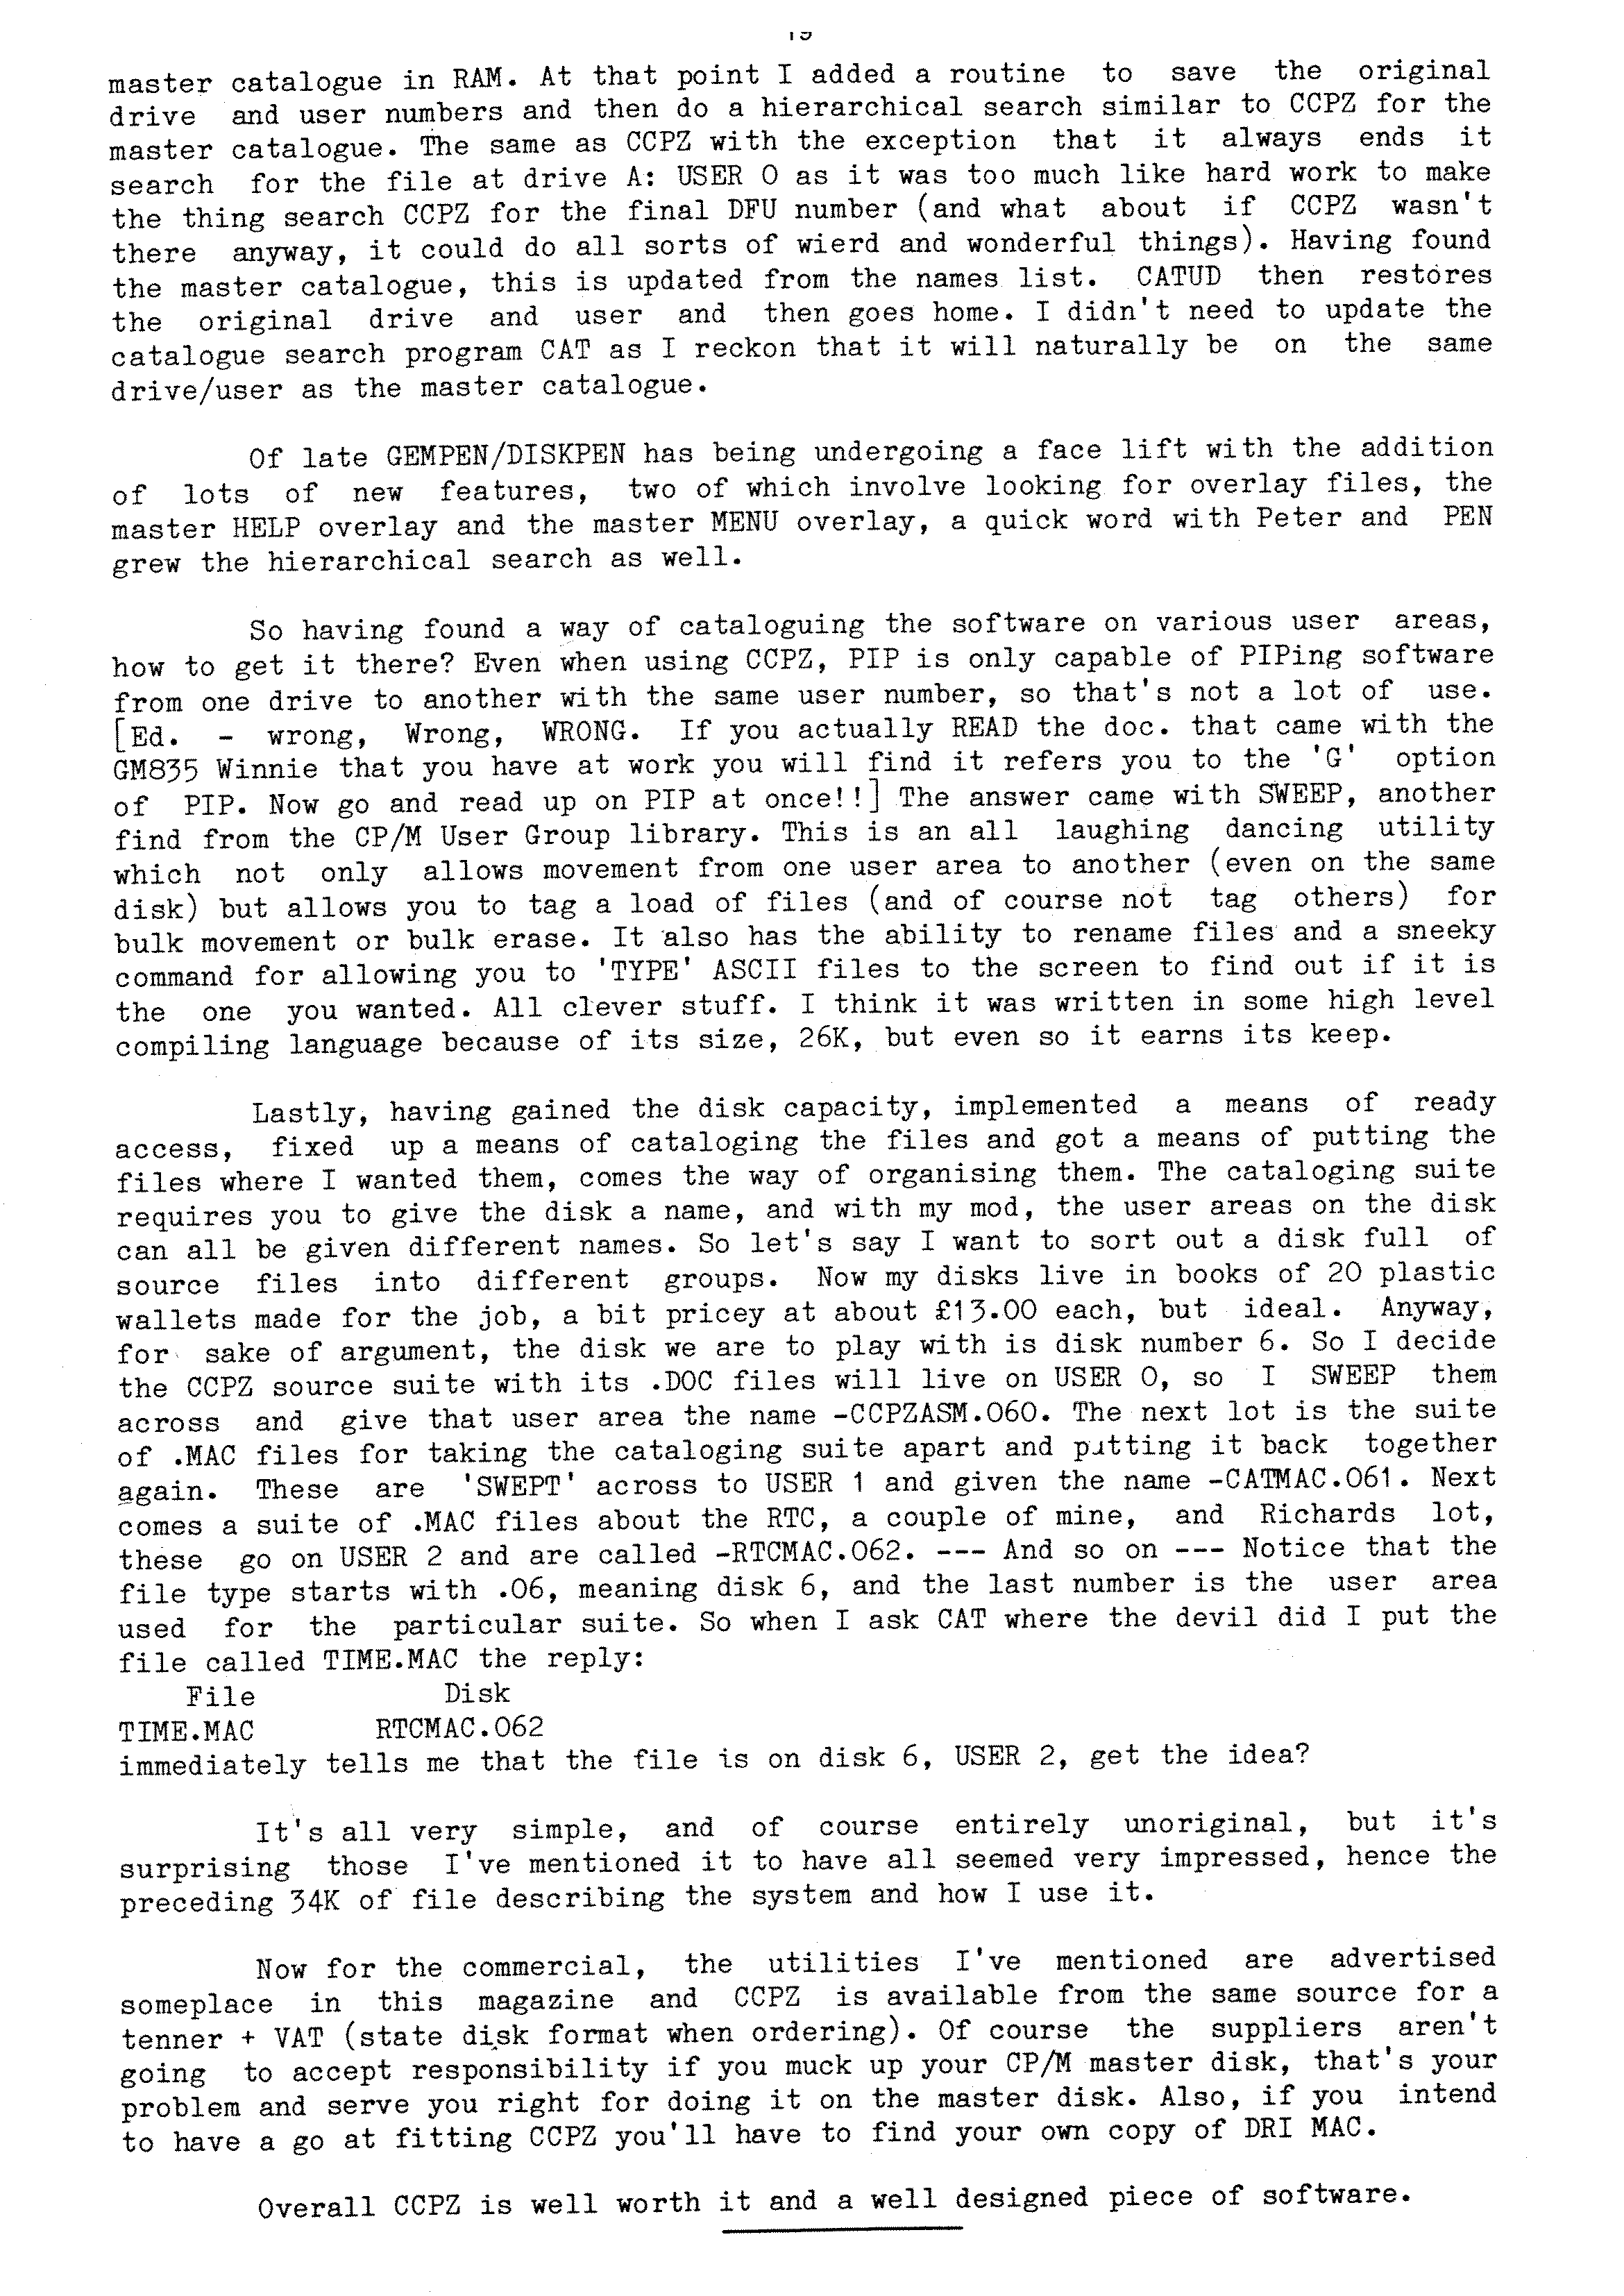 19
master catalogue in RAM. At that point I added a routine to save the original
drive and user numbers and then do a hierarchical search similar to CCPZ for the
master catalogue. The same as CCPZ with the exception that it always ends it
search for the file at drive A: USER 0 as it was too much like hard work to make
the thing search CCPZ for the final DFU number (and what about if CCPZ wasn't
there anyway, it could do all sorts of wierd and wonderful things). Having found
the master catalogue, this is updated from the names list. CATUD then restores
the original drive and user and then goes home. I didn't need to update the
catalogue search program CAT as I reckon that it will naturally be on the same
drive/user as the master catalogue.
Of late GEMPEN/DISKPEN has being undergoing a face lift with the addition
of lots of new features, two of which involve looking for overlay files, the
master HELP overlay and the master MENU overlay, a quick word with Peter and PEN
grew the hierarchical search as well.
So having found a way of cataloguing the software on various user areas,
how to get it there? Even when using CCPZ, PIP is only capable of PIPing software
from one drive to another with the same user number, so that's not a lot of use.
[Ed. - wrong, Wrong, WRONG. If you actually READ the doc. that came with the
GM835 Winnie that you have at work you will find it refers you to the 'G' option
of PIP. Now go and read up on PIP at once!!] The answer came with SWEEP, another
find from the CP/M User Group library. This is an all laughing dancing utility
which not only allows movement from one user area to another (even on the same
disk) but allows you to tag a load of files (and of course not tag others) for
bulk movement or bulk erase. It also has the ability to rename files and a sneeky
command for allowing you to 'TYPE' ASCII files to the screen to find out if it is
the one you wanted. All clever stuff. I think it was written in some high level
compiling language because of its size, 26K, but even so it earns its keep.
Lastly, having gained the disk capacity, implemented a means of ready
access, fixed up a means of cataloging the files and got a means of putting the
files where I wanted them, comes the way of organising them. The cataloging suite
requires you to give the disk a name, and with my mod, the user areas on the disk
can all be given different names. So let's say I want to sort out a disk full of
source files into different groups. Now my disks live in books of 20 plastic
wallets made for the job, a bit pricey at about £13.00 each, but ideal. Anyway,
for sake of argument, the disk we are to play with is disk number 6. So I decide
the CCPZ source suite with its .DOC files will live on USER 0, so I SWEEP them
across and give that user area the name -CCPZASM.060. The next lot is the suite
of .MAC files for taking the cataloging suite apart and putting it back together
again. These are 'SWEPT' across to USER 1 and given the name -CATMAC.061. Next
comes a suite of .MAC files about the RTC, a couple of mine, and Richards lot,
these go on USER 2 and are called -RTCMAC.062. --- And so on --- Notice that the
file type starts with .06, meaning disk 6, and the last number is the user area
used for the particular suite. So when I ask CAT where the devil did I put the
file called TIME.MAC the reply:
File Disk
TIME.MAC RTCMAC.062
immediately tells me that the file is on disk 6, USER 2, get the idea?
It's all very simple, and of course entirely unoriginal, but it's
surprising those I've mentioned it to have all seemed very impressed, hence the
preceding 34K of file describing the system and how I use it.
Now for the commercial, the utilities I've mentioned are advertised
someplace in this magazine and CCPZ is available from the same source for a
tenner + VAT (state disk format when ordering). Of course the suppliers aren't
going to accept responsibility if you muck up your CP/M master disk, that's your
problem and serve you right for doing it on the master disk. Also, if you intend
to have a go at fitting CCPZ you'll have to find your own copy of DRI MAC.
Overall CCPZ is well worth it and a well designed piece of software.